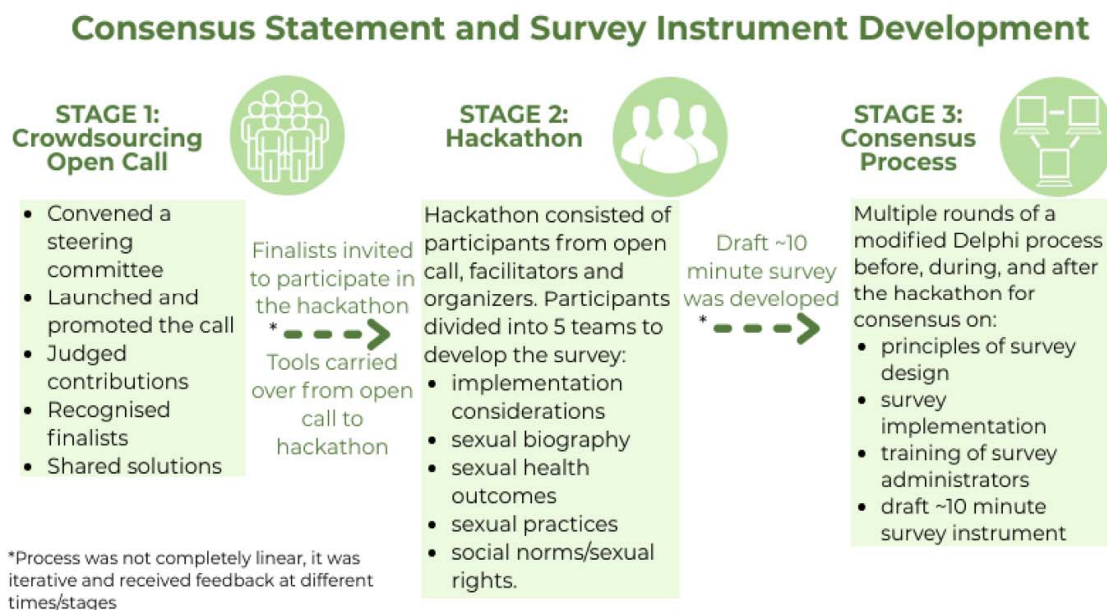 Consensus Statement and Survey Instrument Development
STAGE 1:
Crowdsourcing
Open Call
• Convened a
steering
committee
• Launched and
promoted the call
• Judged
contributions
• Recognised
finalists
• Shared solutions
Finalists invited
to participate in
the hackathon
*
Tools carried
over from open
call to
hackathon
STAGE 2:
Hackathon
Hackathon consisted of
participants from open
call, facilitators and
organizers. Participants
divided into 5 teams to
develop the survey:
• implementation
considerations
• sexual biography
• sexual health
outcomes
• sexual practices
• social norms/sexual
rights.
Draft ~10
minute survey
was developed
*
STAGE 3:
Consensus
Process
Multiple rounds of a
modified Delphi process
before, during, and after
the hackathon for
consensus on:
• principles of survey
design
• survey
implementation
• training of survey
administrators
• draft ~10 minute
survey instrument
*Process was not completely linear, it was
iterative and received feedback at different
times/stages